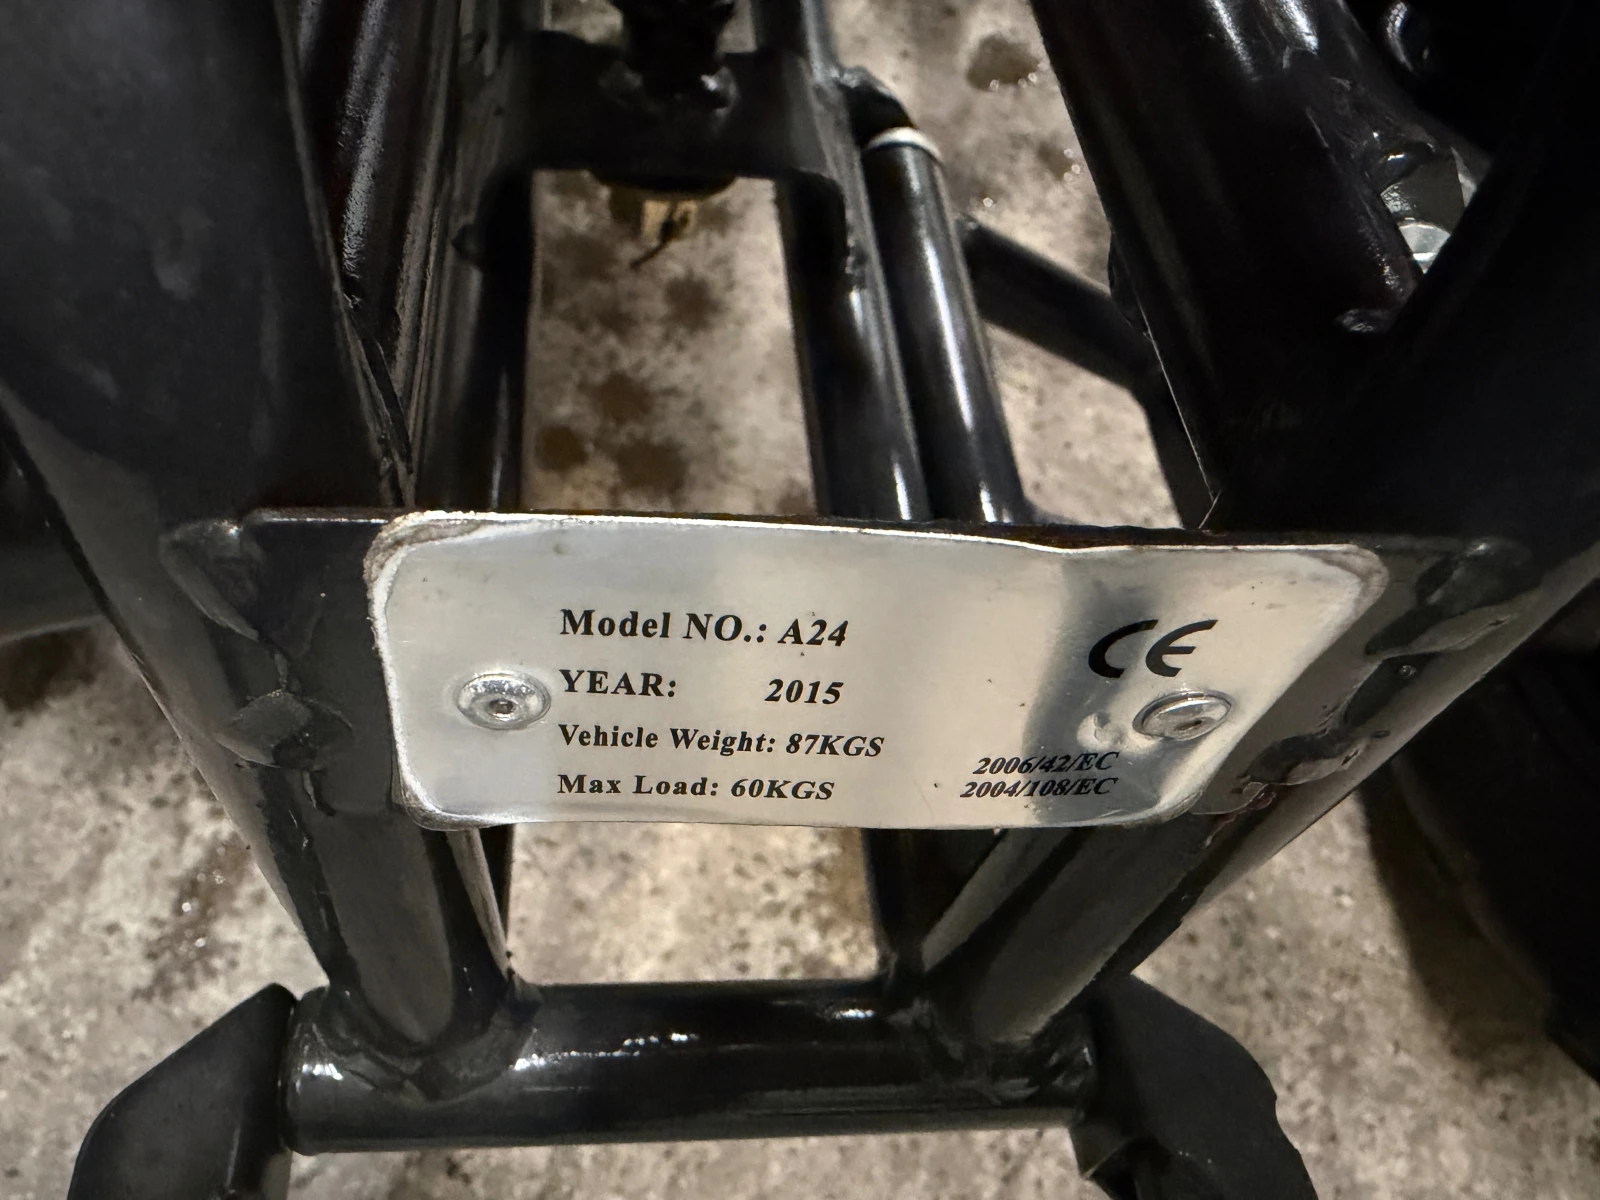 Model NO.: A24
CE
YEAR: 2015
Vehicle Weight: 87KGS
Max Load: 60KGS
2006/42/EC
2004/108/EC